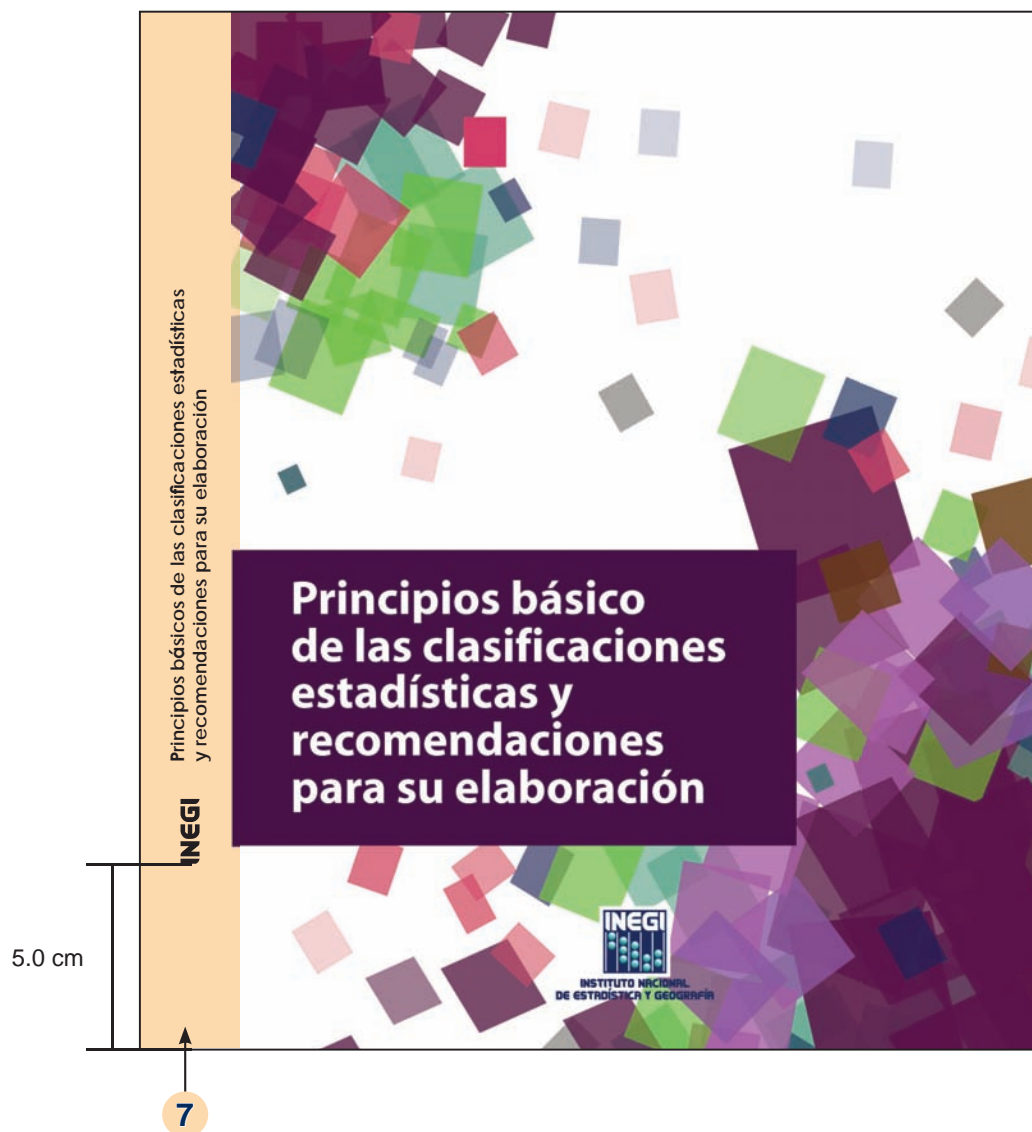 Principios básicos de las clasificaciones estadísticas
y recomendaciones para su elaboración
INEGI
Principios básico
de las clasificaciones
estadísticas y
recomendaciones
para su elaboración
INEGI
INSTITUTO NACIONAL
DE ESTADÍSTICA Y GEOGRAFÍA
5.0 cm
7